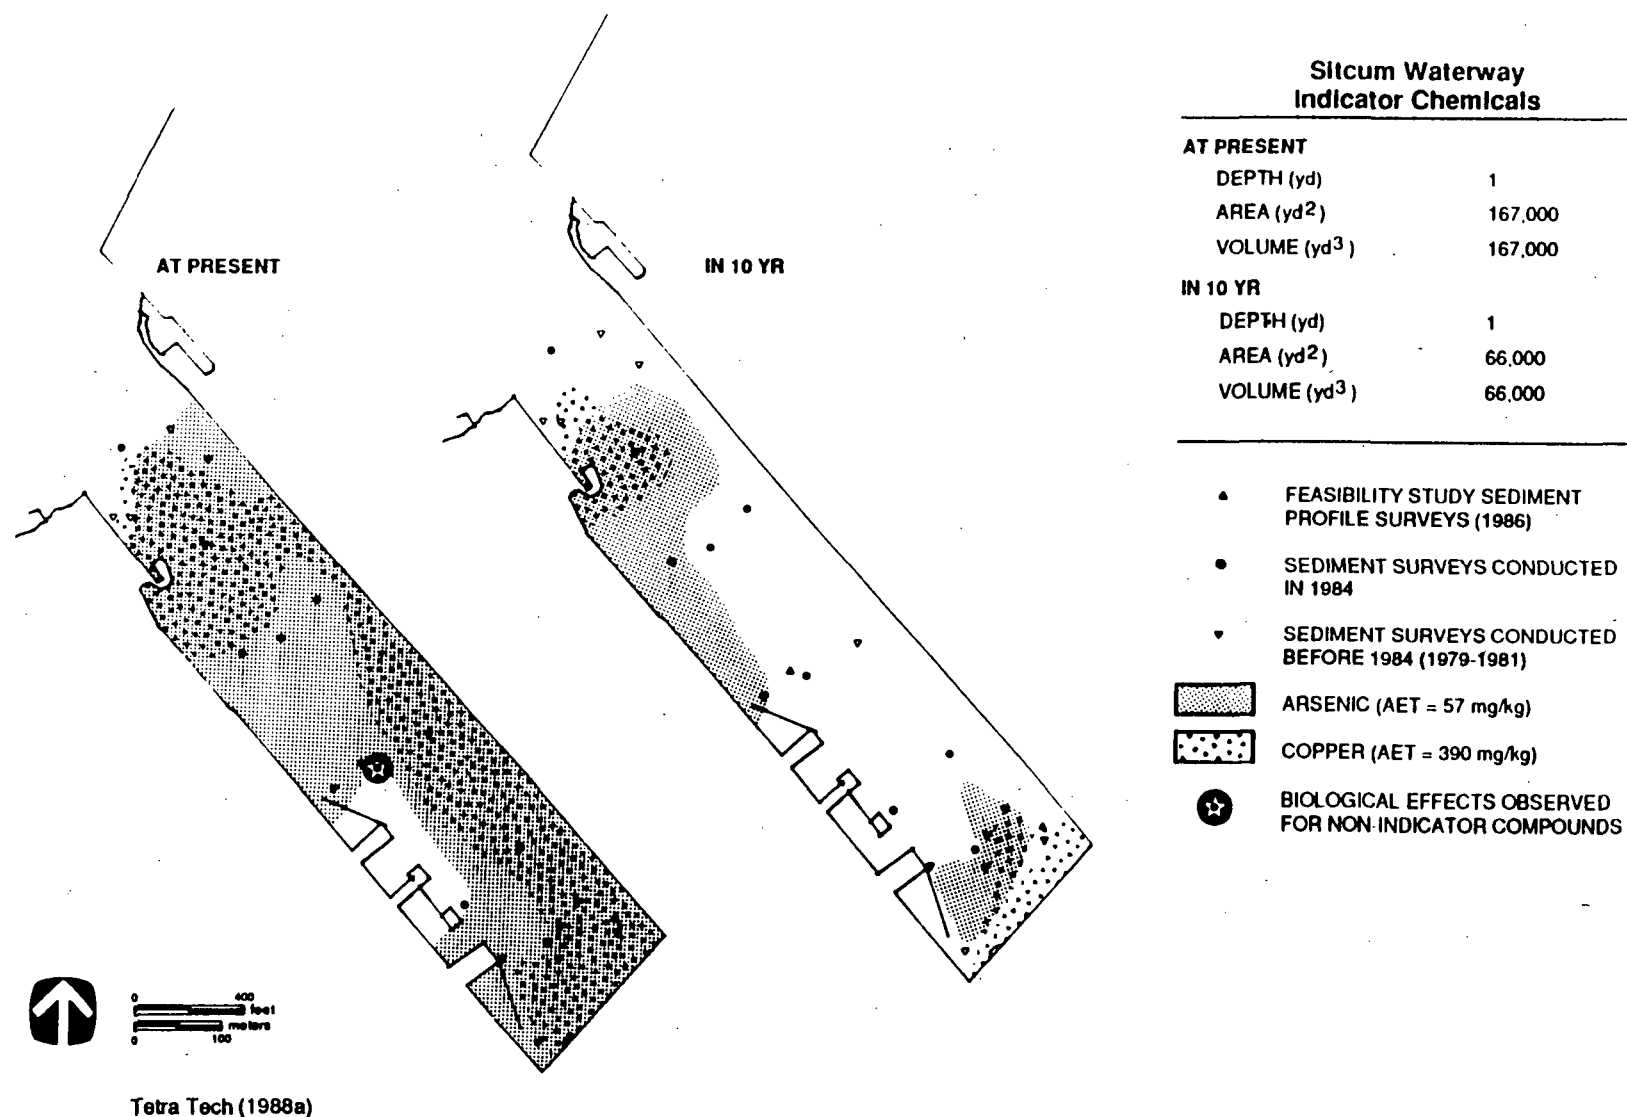 Sitcum Waterway
Indicator Chemicals
AT PRESENT
DEPTH (yd) 1
AREA (yd2) 167,000
VOLUME (yd3) 167,000
IN 10 YR
DEPTH (yd) 1
AREA (yd2) 66,000
VOLUME (yd3) 66,000
AT PRESENT
IN 10 YR
FEASIBILITY STUDY SEDIMENT
PROFILE SURVEYS (1986)
SEDIMENT SURVEYS CONDUCTED
IN 1984
SEDIMENT SURVEYS CONDUCTED
BEFORE 1984 (1979-1981)
ARSENIC (AET = 57 mg/kg)
COPPER (AET = 390 mg/kg)
BIOLOGICAL EFFECTS OBSERVED
FOR NON-INDICATOR COMPOUNDS
0 400
feet
meters
0 100
Tetra Tech (1988a)